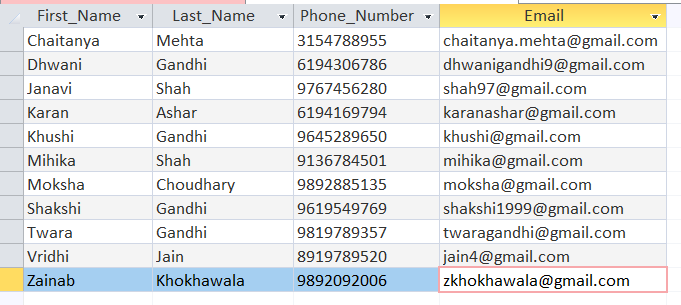 First_Name Last_Name Phone_Number Email
Chaitanya Mehta 3154788955 chaitanya.mehta@gmail.com
Dhwani Gandhi 6194306786 dhwanigandhi9@gmail.com
Janavi Shah 9767456280 shah97@gmail.com
Karan Ashar 6194169794 karanashar@gmail.com
Khushi Gandhi 9645289650 khushi@gmail.com
Mihika Shah 9136784501 mihika@gmail.com
Moksha Choudhary 9892885135 moksha@gmail.com
Shakshi Gandhi 9619549769 shakshi1999@gmail.com
Twara Gandhi 9819789357 twaragandhi@gmail.com
Vridhi Jain 8919789520 jain4@gmail.com
Zainab Khokhawala 9892092006 zkhokhawala@gmail.com